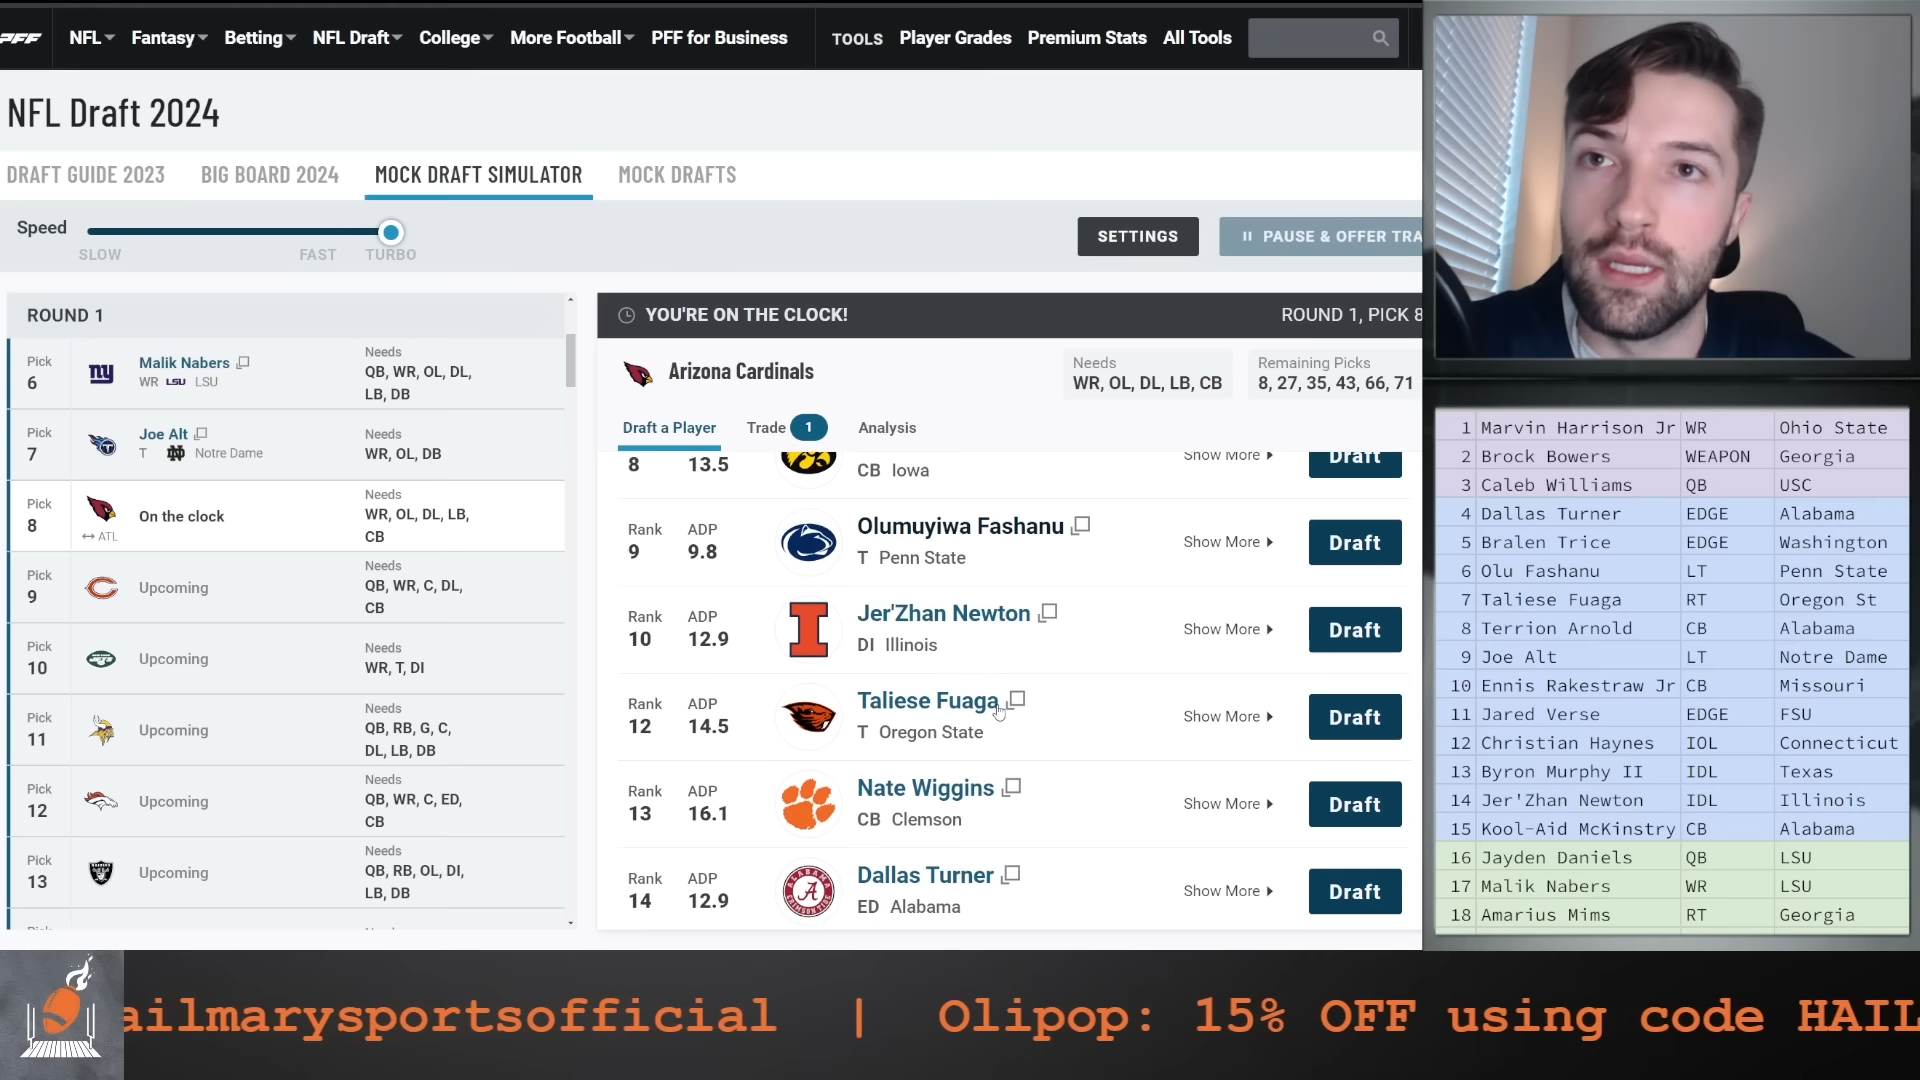 PFF NFL Fantasy Betting NFL Draft College More Football PFF for Business TOOLS Player Grades Premium Stats All Tools
NFL Draft 2024
DRAFT GUIDE 2023 BIG BOARD 2024 MOCK DRAFT SIMULATOR MOCK DRAFTS
Speed
SLOW FAST TURBO
SETTINGS PAUSE & OFFER TRA
ROUND 1
Pick 6 ny Malik Nabers
WR LSU LSU
Needs
QB, WR, OL, DL,
LB, DB
Pick 7 Joe Alt
T Notre Dame
Needs
WR, OL, DB
Pick 8 On the clock
↔ ATL
Needs
WR, OL, DL, LB,
CB
Pick 9 Upcoming
Needs
QB, WR, C, DL,
CB
Pick 10 Upcoming
Needs
WR, T, DI
Pick 11 Upcoming
Needs
QB, RB, G, C,
DL, LB, DB
Pick 12 Upcoming
Needs
QB, WR, C, ED,
CB
Pick 13 Upcoming
Needs
QB, RB, OL, DI,
LB, DB
YOU'RE ON THE CLOCK! ROUND 1, PICK 8
Arizona Cardinals
Needs
WR, OL, DL, LB, CB
Remaining Picks
8, 27, 35, 43, 66, 71
Draft a Player Trade 1 Analysis
8 13.5 CB Iowa Show More Draft
Rank 9 ADP 9.8 Olumuyiwa Fashanu
T Penn State Show More Draft
Rank 10 ADP 12.9 Jer'Zhan Newton
DI Illinois Show More Draft
Rank 12 ADP 14.5 Taliese Fuaga
T Oregon State Show More Draft
Rank 13 ADP 16.1 Nate Wiggins
CB Clemson Show More Draft
Rank 14 ADP 12.9 Dallas Turner
ED Alabama Show More Draft
1 Marvin Harrison Jr WR Ohio State
2 Brock Bowers WEAPON Georgia
3 Caleb Williams QB USC
4 Dallas Turner EDGE Alabama
5 Bralen Trice EDGE Washington
6 Olu Fashanu LT Penn State
7 Taliese Fuaga RT Oregon St
8 Terrion Arnold CB Alabama
9 Joe Alt LT Notre Dame
10 Ennis Rakestraw Jr CB Missouri
11 Jared Verse EDGE FSU
12 Christian Haynes IOL Connecticut
13 Byron Murphy II IDL Texas
14 Jer'Zhan Newton IDL Illinois
15 Kool-Aid McKinstry CB Alabama
16 Jayden Daniels QB LSU
17 Malik Nabers WR LSU
18 Amarius Mims RT Georgia
ailmarysportsofficial | Olipop: 15% OFF using code HAIL